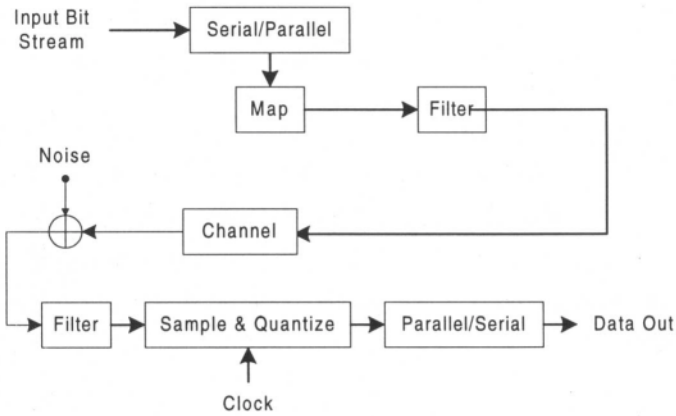 Input Bit
Stream
Serial/Parallel
Map
Filter
Noise
Channel
Filter
Sample & Quantize
Parallel/Serial
Data Out
Clock